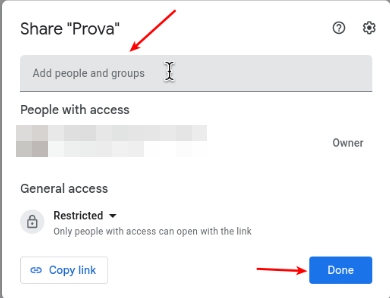 Share "Prova"
Add people and groups
People with access
Owner
General access
Restricted
Only people with access can open with the link
Copy link
Done